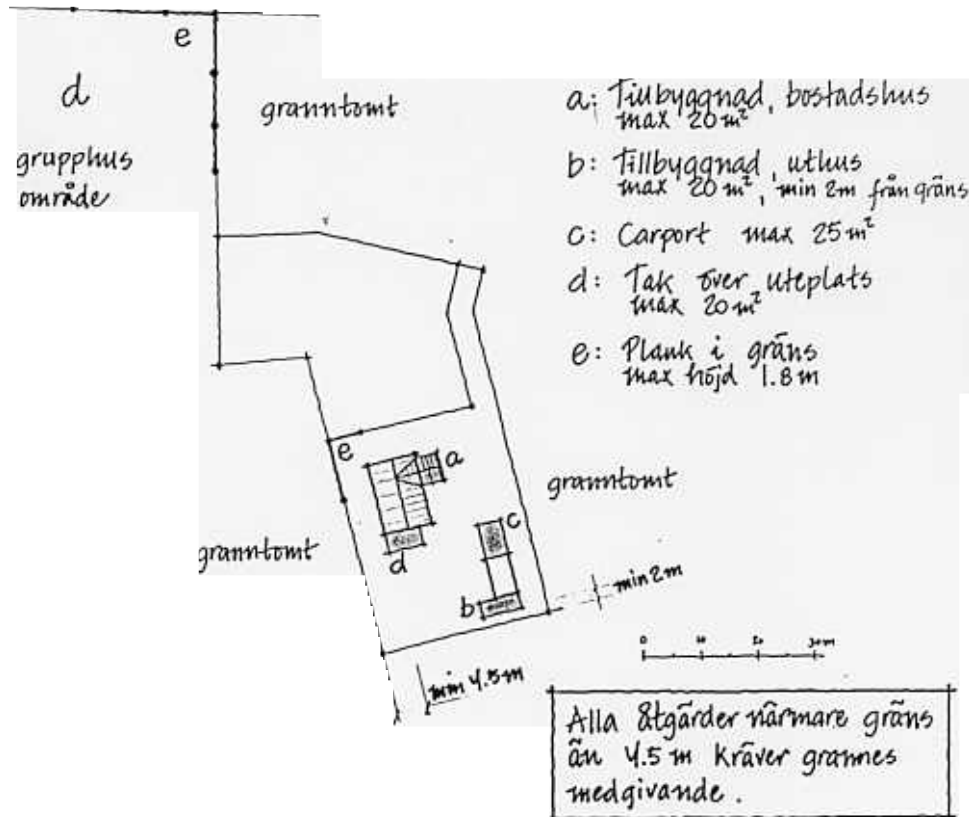 e
d
grupphus
område
granntomt
a: Tillbyggnad, bostadshus
max 20 m²
b: Tillbyggnad, uthus
max 20 m², min 2m från gräns
c: Carport max 25 m²
d: Tak över uteplats
max 20 m²
e: Plank i gräns
max höjd 1.8 m
e
a
granntomt
c
granntomt
d
b
min 2m
min 4.5 m
0 10 20 30m
Alla åtgärder närmare gräns
än 4.5 m kräver grannes
medgivande.